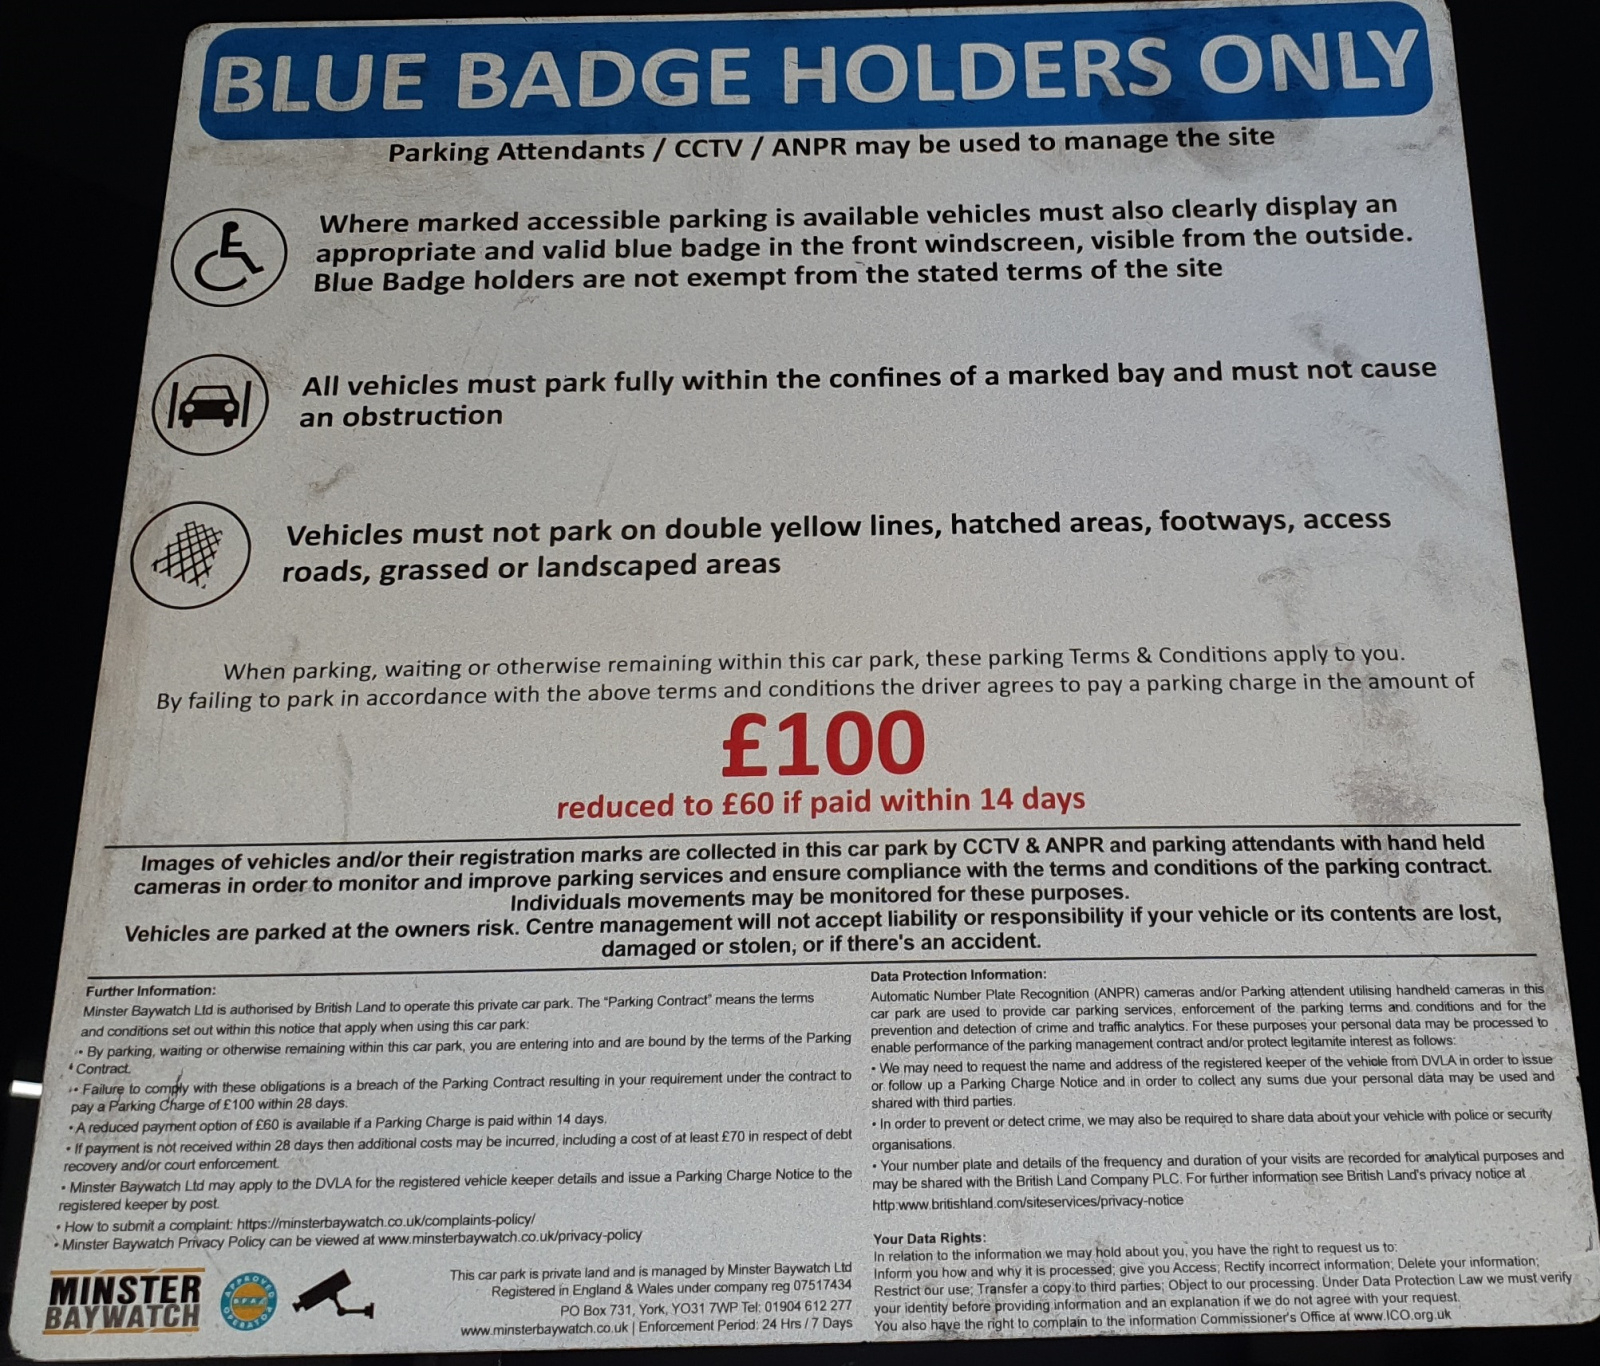 BLUE BADGE HOLDERS ONLY
Parking Attendants / CCTV / ANPR may be used to manage the site
Where marked accessible parking is available vehicles must also clearly display an
appropriate and valid blue badge in the front windscreen, visible from the outside.
Blue Badge holders are not exempt from the stated terms of the site
All vehicles must park fully within the confines of a marked bay and must not cause
an obstruction
Vehicles must not park on double yellow lines, hatched areas, footways, access
roads, grassed or landscaped areas
When parking, waiting or otherwise remaining within this car park, these parking Terms & Conditions apply to you.
By failing to park in accordance with the above terms and conditions the driver agrees to pay a parking charge in the amount of
£100
reduced to £60 if paid within 14 days
Images of vehicles and/or their registration marks are collected in this car park by CCTV & ANPR and parking attendants with hand held
cameras in order to monitor and improve parking services and ensure compliance with the terms and conditions of the parking contract.
Individuals movements may be monitored for these purposes.
Vehicles are parked at the owners risk. Centre management will not accept liability or responsibility if your vehicle or its contents are lost,
damaged or stolen, or if there's an accident.
Further Information:
Minster Baywatch Ltd is authorised by British Land to operate this private car park. The “Parking Contract” means the terms
and conditions set out within this notice that apply when using this car park:
• By parking, waiting or otherwise remaining within this car park, you are entering into and are bound by the terms of the Parking
Contract.
• Failure to comply with these obligations is a breach of the Parking Contract resulting in your requirement under the contract to
pay a Parking Charge of £100 within 28 days.
• A reduced payment option of £60 is available if a Parking Charge is paid within 14 days.
• If payment is not received within 28 days then additional costs may be incurred, including a cost of at least £70 in respect of debt
recovery and/or court enforcement.
• Minster Baywatch Ltd may apply to the DVLA for the registered vehicle keeper details and issue a Parking Charge Notice to the
registered keeper by post.
• How to submit a complaint: https://minsterbaywatch.co.uk/complaints-policy/
• Minster Baywatch Privacy Policy can be viewed at www.minsterbaywatch.co.uk/privacy-policy
MINSTER
BAYWATCH
APPROVED
BPA
OPERATOR
This car park is private land and is managed by Minster Baywatch Ltd
Registered in England & Wales under company reg 07517434
PO Box 731, York, YO31 7WP Tel: 01904 612 277
www.minsterbaywatch.co.uk | Enforcement Period: 24 Hrs / 7 Days
Data Protection Information:
Automatic Number Plate Recognition (ANPR) cameras and/or Parking attendent utilising handheld cameras in this
car park are used to provide car parking services, enforcement of the parking terms and conditions and for the
prevention and detection of crime and traffic analytics. For these purposes your personal data may be processed to
enable performance of the parking management contract and/or protect legitamite interest as follows:
• We may need to request the name and address of the registered keeper of the vehicle from DVLA in order to issue
or follow up a Parking Charge Notice and in order to collect any sums due your personal data may be used and
shared with third parties.
• In order to prevent or detect crime, we may also be required to share data about your vehicle with police or security
organisations.
• Your number plate and details of the frequency and duration of your visits are recorded for analytical purposes and
may be shared with the British Land Company PLC. For further information see British Land's privacy notice at
http:www.britishland.com/siteservices/privacy-notice
Your Data Rights:
In relation to the information we may hold about you, you have the right to request us to:
Inform you how and why it is processed; give you Access; Rectify incorrect information; Delete your information;
Restrict our use; Transfer a copy to third parties; Object to our processing. Under Data Protection Law we must verify
your identity before providing information and an explanation if we do not agree with your request.
You also have the right to complain to the information Commissioner's Office at www.ICO.org.uk